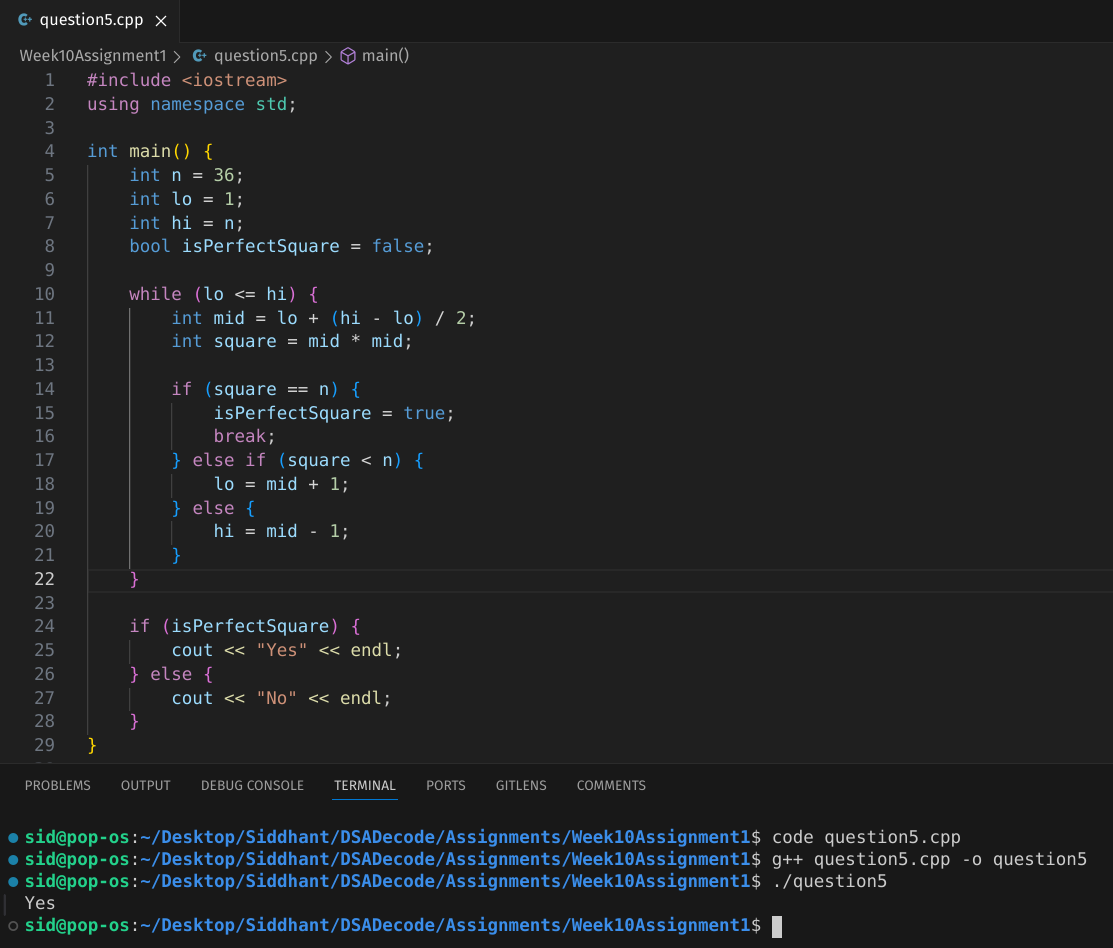 question5.cpp
Week10Assignment1 > question5.cpp > main()
1 #include <iostream>
2 using namespace std;
3
4 int main() {
5     int n = 36;
6     int lo = 1;
7     int hi = n;
8     bool isPerfectSquare = false;
9
10     while (lo <= hi) {
11         int mid = lo + (hi - lo) / 2;
12         int square = mid * mid;
13
14         if (square == n) {
15             isPerfectSquare = true;
16             break;
17         } else if (square < n) {
18             lo = mid + 1;
19         } else {
20             hi = mid - 1;
21         }
22     }
23
24     if (isPerfectSquare) {
25         cout << "Yes" << endl;
26     } else {
27         cout << "No" << endl;
28     }
29 }
PROBLEMS OUTPUT DEBUG CONSOLE TERMINAL PORTS GITLENS COMMENTS
sid@pop-os:~/Desktop/Siddhant/DSADecode/Assignments/Week10Assignment1$ code question5.cpp
sid@pop-os:~/Desktop/Siddhant/DSADecode/Assignments/Week10Assignment1$ g++ question5.cpp -o question5
sid@pop-os:~/Desktop/Siddhant/DSADecode/Assignments/Week10Assignment1$ ./question5
Yes
sid@pop-os:~/Desktop/Siddhant/DSADecode/Assignments/Week10Assignment1$